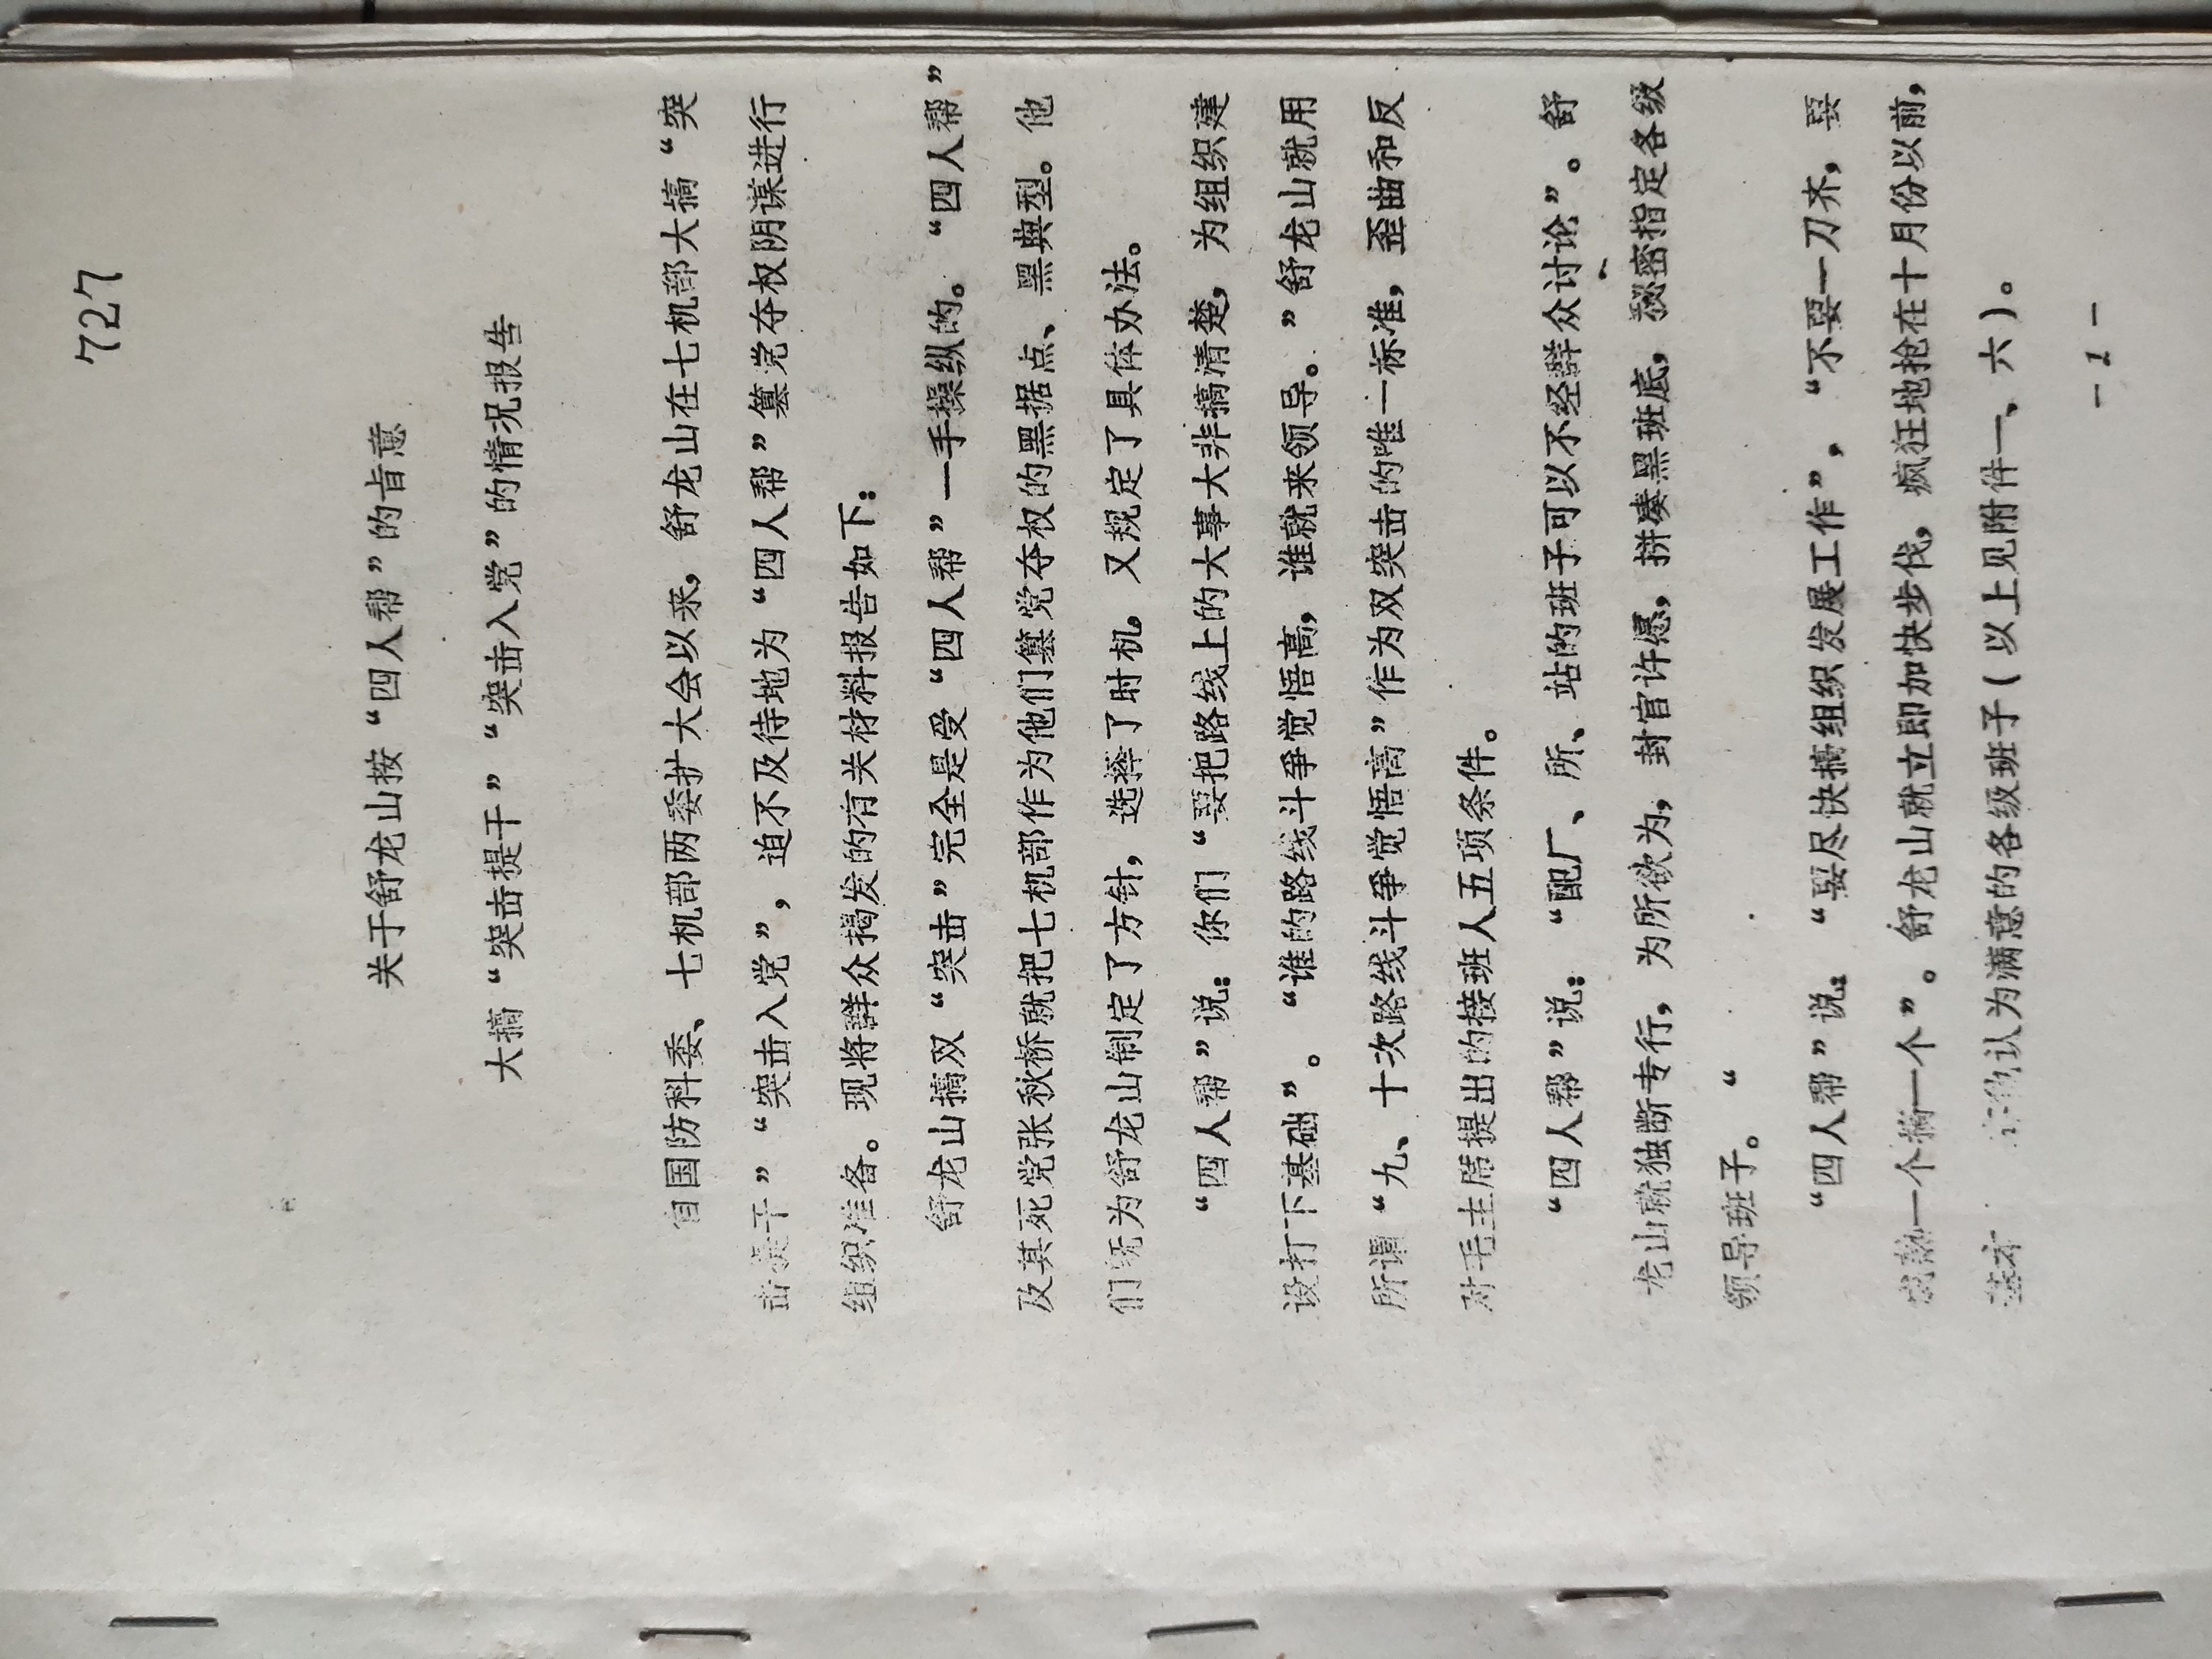 727
关于舒龙山按“四人帮”的旨意
大搞“突击提干”“突击入党”的情况报告
自国防科委、七机部两委扩大会以来，舒龙山在七机部大搞“突
击提干”“突击入党”，迫不及待地为“四人帮”篡党夺权阴谋进行
组织准备。现将群众揭发的有关材料报告如下：
舒龙山搞双“突击”完全是受“四人帮”一手操纵的。“四人帮”
及其死党张秋桥就把七机部作为他们篡党夺权的黑据点、黑典型。他
们既为舒龙山制定了方针，选择了时机，又规定了具体办法。
“四人帮”说：你们“要把路线上的大事大非搞清楚，为组织建
设打下基础”。“谁的路线斗争觉悟高，谁就来领导。”舒龙山就用
所谓“九、十次路线斗争觉悟高”作为双突击的唯一标准，歪曲和反
对毛主席提出的接班人五项条件。
“四人帮”说：“配厂、所、站的班子可以不经群众讨论”。舒
龙山就独断专行，为所欲为，封官许愿，拼凑黑班底，秘密指定各级
领导班子。“
“四人帮”说：“要尽快搞组织发展工作”，“不要一刀齐，要
成熟一个搞一个”。舒龙山就立即加快步伐，疯狂地抢在十月份以前，
基本 他认为满意的各级班子(以上见附件一、六)。
－1－